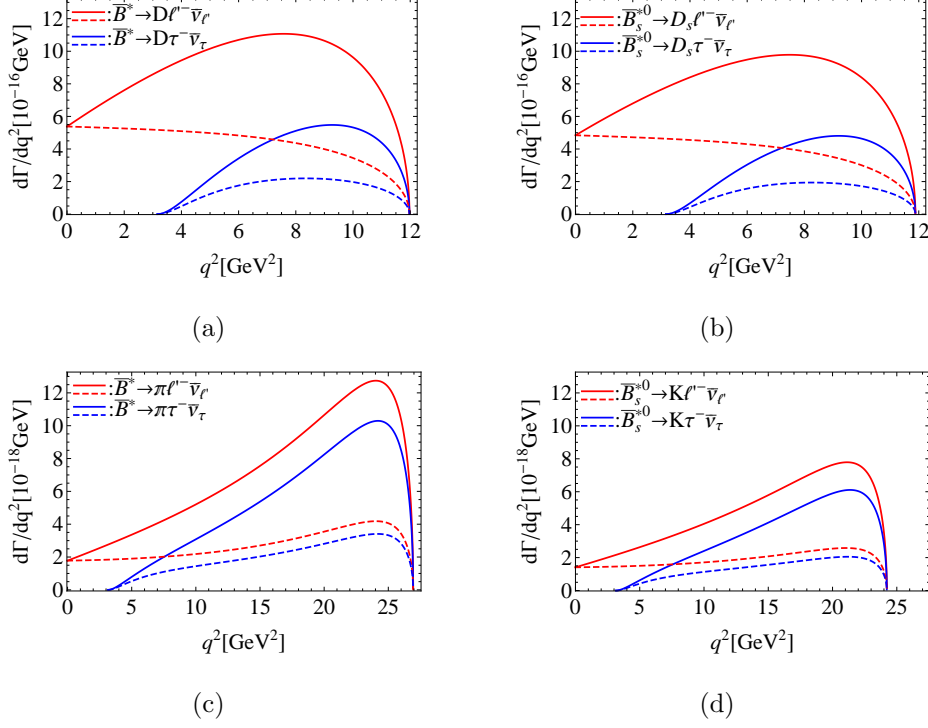 :B̅*→Dℓ'⁻ν̅ℓ'
:B̅*→Dτ⁻ν̅τ
dΓ/dq²[10⁻¹⁶GeV]
12
10
8
6
4
2
0
0 2 4 6 8 10 12
q²[GeV²]
(a)
:B̅s*⁰→Dsℓ'⁻ν̅ℓ'
:B̅s*⁰→Dsτ⁻ν̅τ
dΓ/dq²[10⁻¹⁶GeV]
12
10
8
6
4
2
0
0 2 4 6 8 10 12
q²[GeV²]
(b)
:B̅*→πℓ'⁻ν̅ℓ'
:B̅*→πτ⁻ν̅τ
dΓ/dq²[10⁻¹⁸GeV]
12
10
8
6
4
2
0
0 5 10 15 20 25
q²[GeV²]
(c)
:B̅s*⁰→Kℓ'⁻ν̅ℓ'
:B̅s*⁰→Kτ⁻ν̅τ
dΓ/dq²[10⁻¹⁸GeV]
12
10
8
6
4
2
0
0 5 10 15 20 25
q²[GeV²]
(d)